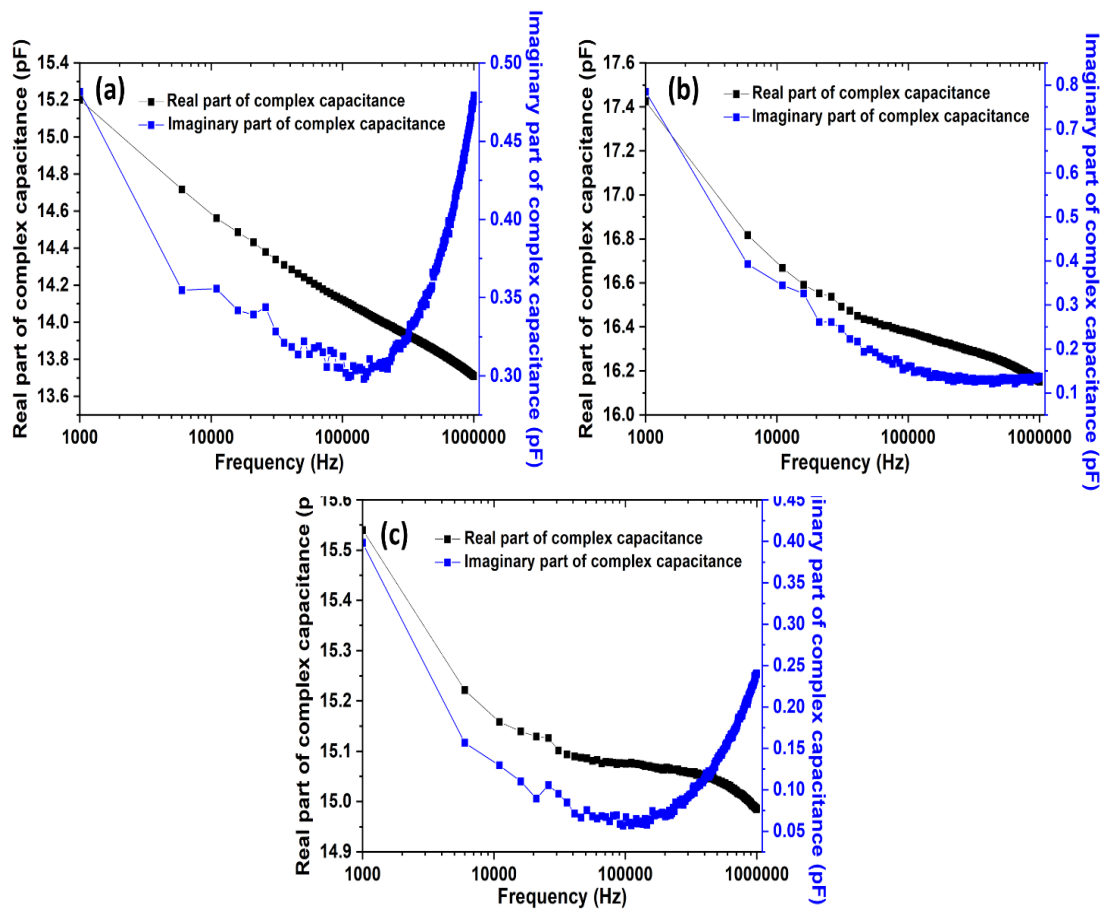 (a)
Real part of complex capacitance
Imaginary part of complex capacitance
Real part of complex capacitance (pF)
15.4
15.2
15.0
14.8
14.6
14.4
14.2
14.0
13.8
13.6
Imaginary part of complex capacitance (pF)
0.50
0.45
0.40
0.35
0.30
1000 10000 100000 1000000
Frequency (Hz)
(b)
Real part of complex capacitance
Imaginary part of complex capacitance
Real part of complex capacitance (pF)
17.6
17.4
17.2
17.0
16.8
16.6
16.4
16.2
16.0
Imaginary part of complex capacitance (pF)
0.8
0.7
0.6
0.5
0.4
0.3
0.2
0.1
1000 10000 100000 1000000
Frequency (Hz)
(c)
Real part of complex capacitance
Imaginary part of complex capacitance
Real part of complex capacitance (p
15.6
15.5
15.4
15.3
15.2
15.1
15.0
14.9
inary part of complex capacitance (pF)
0.45
0.40
0.35
0.30
0.25
0.20
0.15
0.10
0.05
1000 10000 100000 1000000
Frequency (Hz)